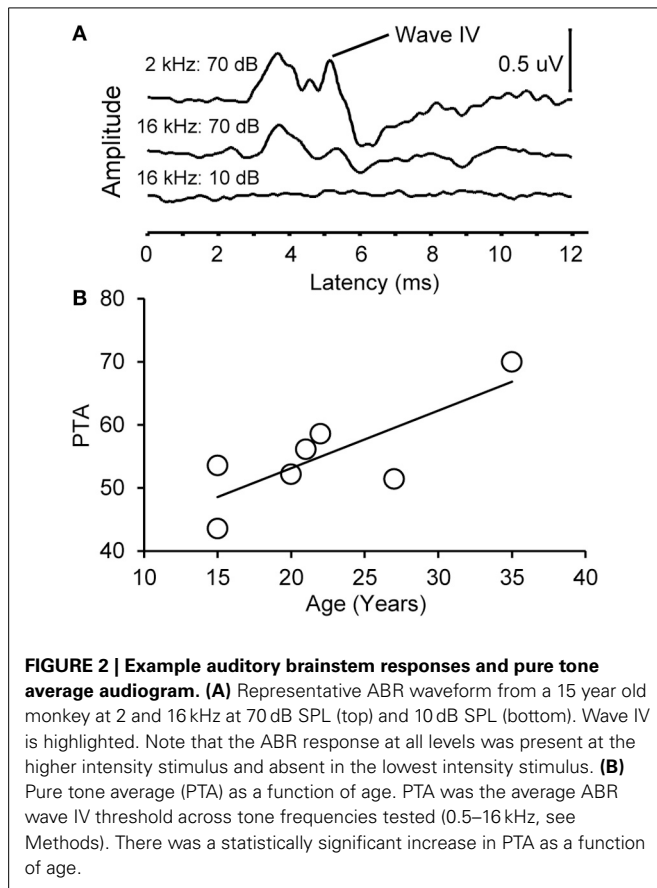 A
Wave IV
2 kHz: 70 dB
0.5 uV
16 kHz: 70 dB
16 kHz: 10 dB
Amplitude
0 2 4 6 8 10 12
Latency (ms)
B
80
70
60
50
40
PTA
10 15 20 25 30 35 40
Age (Years)
FIGURE 2 | Example auditory brainstem responses and pure tone
average audiogram. (A) Representative ABR waveform from a 15 year old
monkey at 2 and 16 kHz at 70 dB SPL (top) and 10 dB SPL (bottom). Wave IV
is highlighted. Note that the ABR response at all levels was present at the
higher intensity stimulus and absent in the lowest intensity stimulus. (B)
Pure tone average (PTA) as a function of age. PTA was the average ABR
wave IV threshold across tone frequencies tested (0.5–16 kHz, see
Methods). There was a statistically significant increase in PTA as a function
of age.